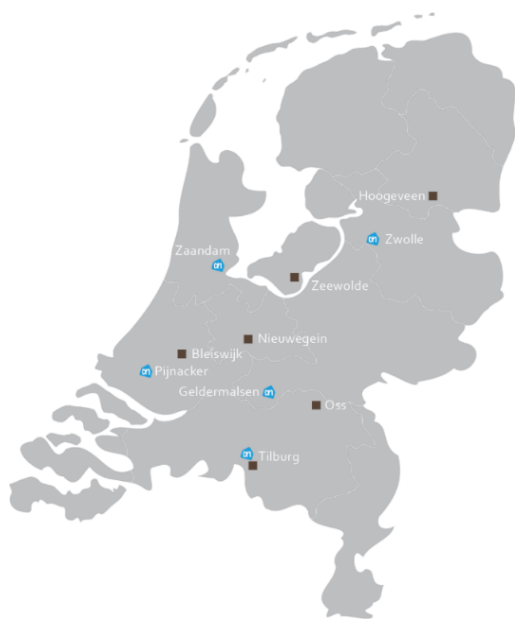 Hoogeveen
Zwolle
Zaandam
Zeewolde
Nieuwegein
Bleiswijk
Pijnacker
Geldermalsen
Oss
Tilburg